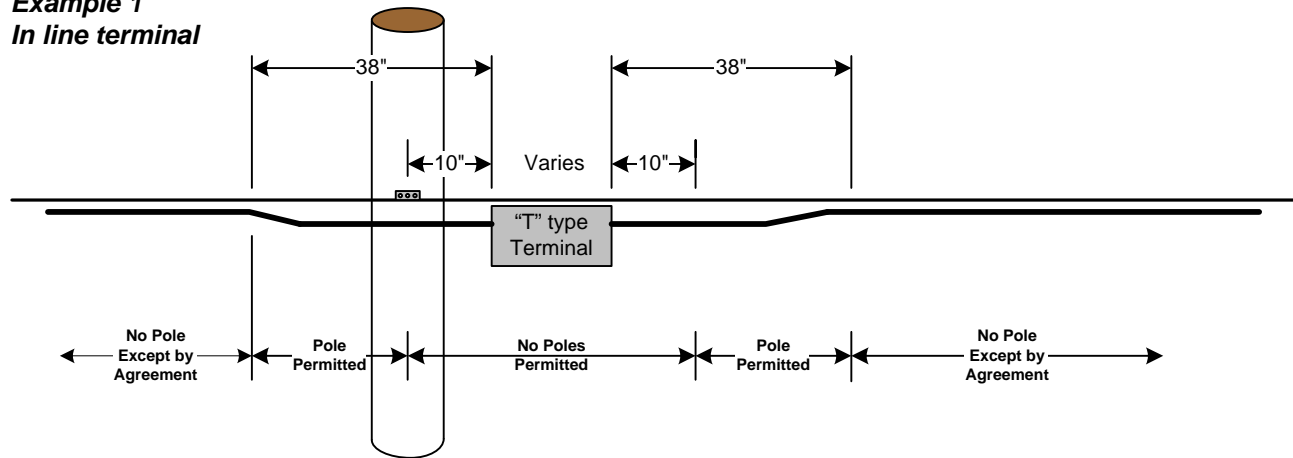 Example 1
In line terminal
38"
38"
10"
Varies
10"
"T" type
Terminal
No Pole
Except by
Agreement
Pole
Permitted
No Poles
Permitted
Pole
Permitted
No Pole
Except by
Agreement